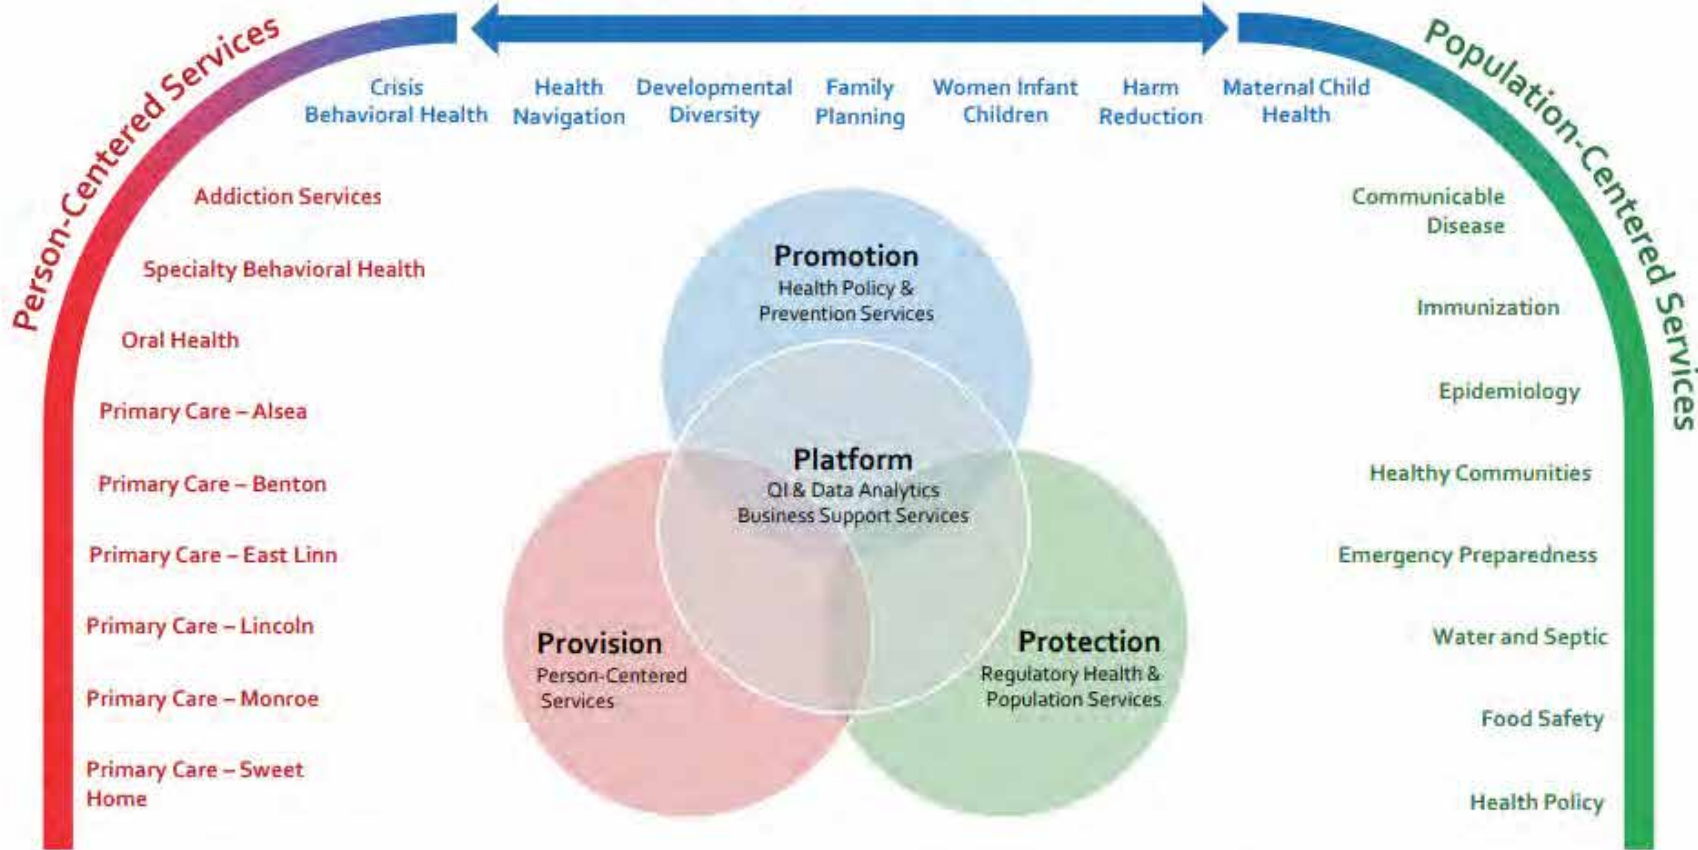 Person-Centered Services
Population-Centered Services
Crisis
Behavioral Health
Health
Navigation
Developmental
Diversity
Family
Planning
Women Infant
Children
Harm
Reduction
Maternal Child
Health
Addiction Services
Specialty Behavioral Health
Oral Health
Primary Care – Alsea
Primary Care – Benton
Primary Care – East Linn
Primary Care – Lincoln
Primary Care – Monroe
Primary Care – Sweet
Home
Promotion
Health Policy &
Prevention Services
Platform
QI & Data Analytics
Business Support Services
Provision
Person-Centered
Services
Protection
Regulatory Health &
Population Services
Communicable
Disease
Immunization
Epidemiology
Healthy Communities
Emergency Preparedness
Water and Septic
Food Safety
Health Policy